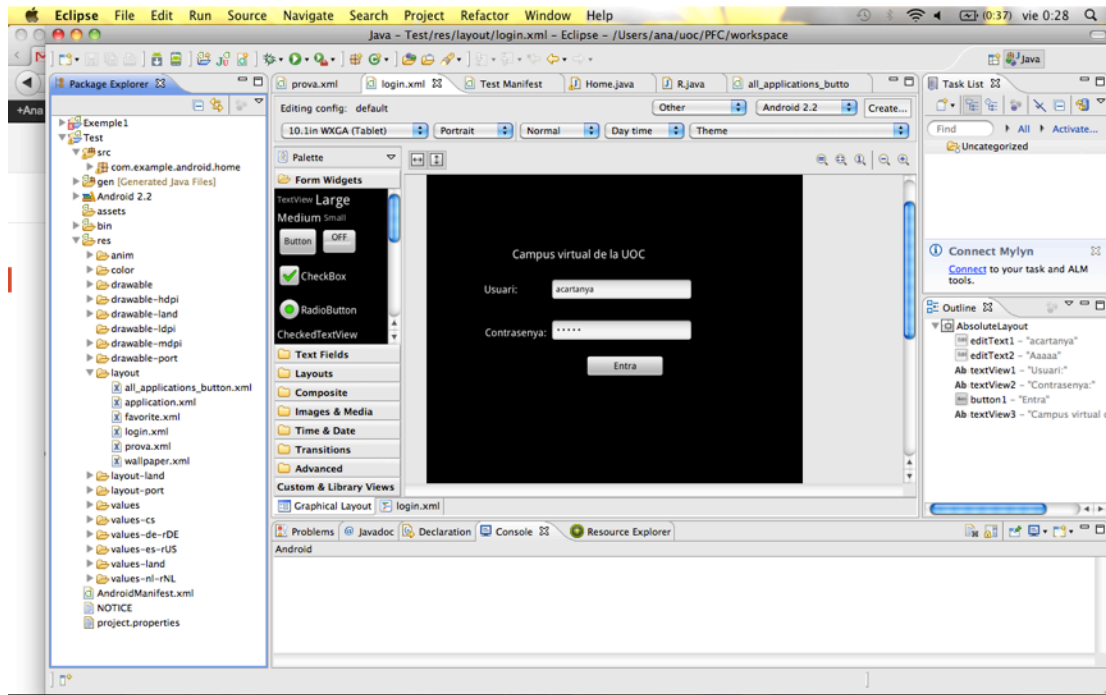 Eclipse File Edit Run Source Navigate Search Project Refactor Window Help (0:37) vie 0:28
Java – Test/res/layout/login.xml – Eclipse – /Users/ana/uoc/PFC/workspace
Java
+Ana
Package Explorer
Exemple1
Test
src
com.example.android.home
gen [Generated Java Files]
Android 2.2
assets
bin
res
anim
color
drawable
drawable-hdpi
drawable-land
drawable-ldpi
drawable-mdpi
drawable-port
layout
all_applications_button.xml
application.xml
favorite.xml
login.xml
prova.xml
wallpaper.xml
layout-land
layout-port
values
values-cs
values-de-rDE
values-es-rUS
values-land
values-nl-rNL
AndroidManifest.xml
NOTICE
project.properties
prova.xml login.xml Test Manifest Home.java R.java all_applications_butto
Editing config: default Other Android 2.2 Create...
10.1in WXGA (Tablet) Portrait Normal Day time Theme
Palette
Form Widgets
TextView Large
Medium Small
Button OFF
CheckBox
RadioButton
CheckedTextView
Text Fields
Layouts
Composite
Images & Media
Time & Date
Transitions
Advanced
Custom & Library Views
Campus virtual de la UOC
Usuari: acartanya
Contrasenya: •••••
Entra
Graphical Layout login.xml
Problems Javadoc Declaration Console Resource Explorer
Android
Task List
Find All Activate...
Uncategorized
Connect Mylyn
Connect to your task and ALM
tools.
Outline
AbsoluteLayout
editText1 – "acartanya"
editText2 – "Aaaaa"
Ab textView1 – "Usuari:"
Ab textView2 – "Contrasenya:"
button1 – "Entra"
Ab textView3 – "Campus virtual